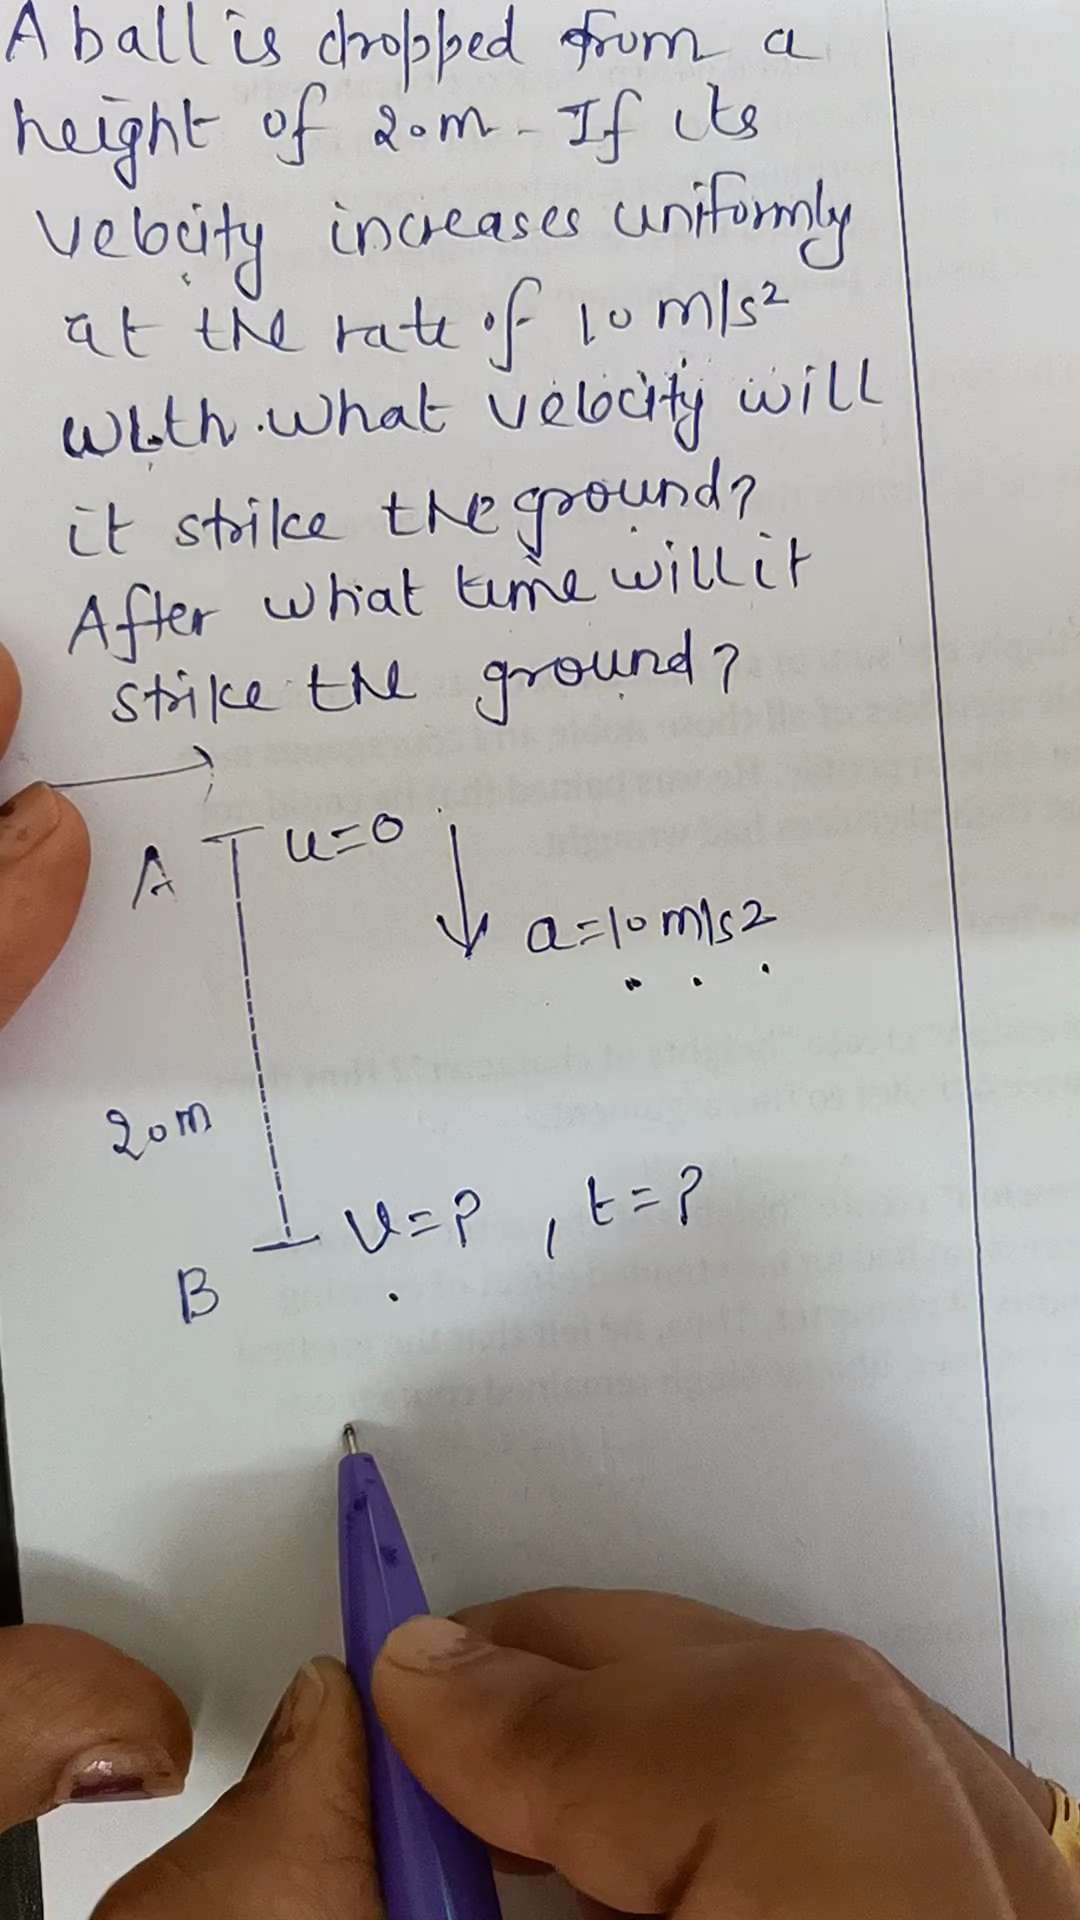 A ball is dropped from a
height of 20m. If its
velocity increases uniformly
at the rate of 10 m/s²
with what velocity will
it strike the ground?
After what time will it
strike the ground?
A u=0
a=10 m/s2
20m
v=? , t=?
B